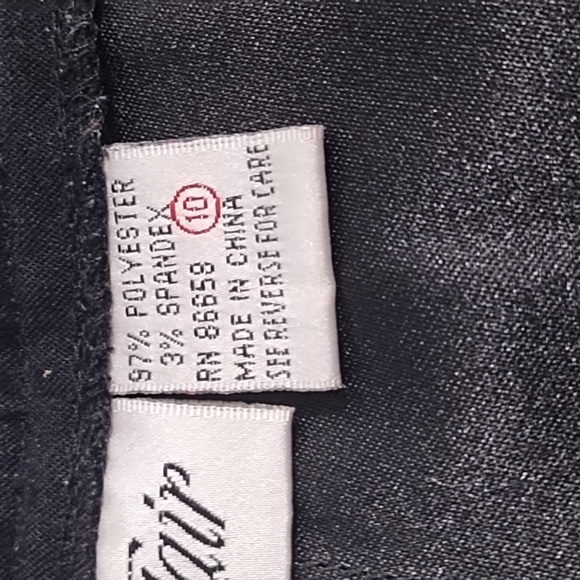 97% POLYESTER
3% SPANDEX
10
RN 86659
MADE IN CHINA
SEE REVERSE FOR CARE